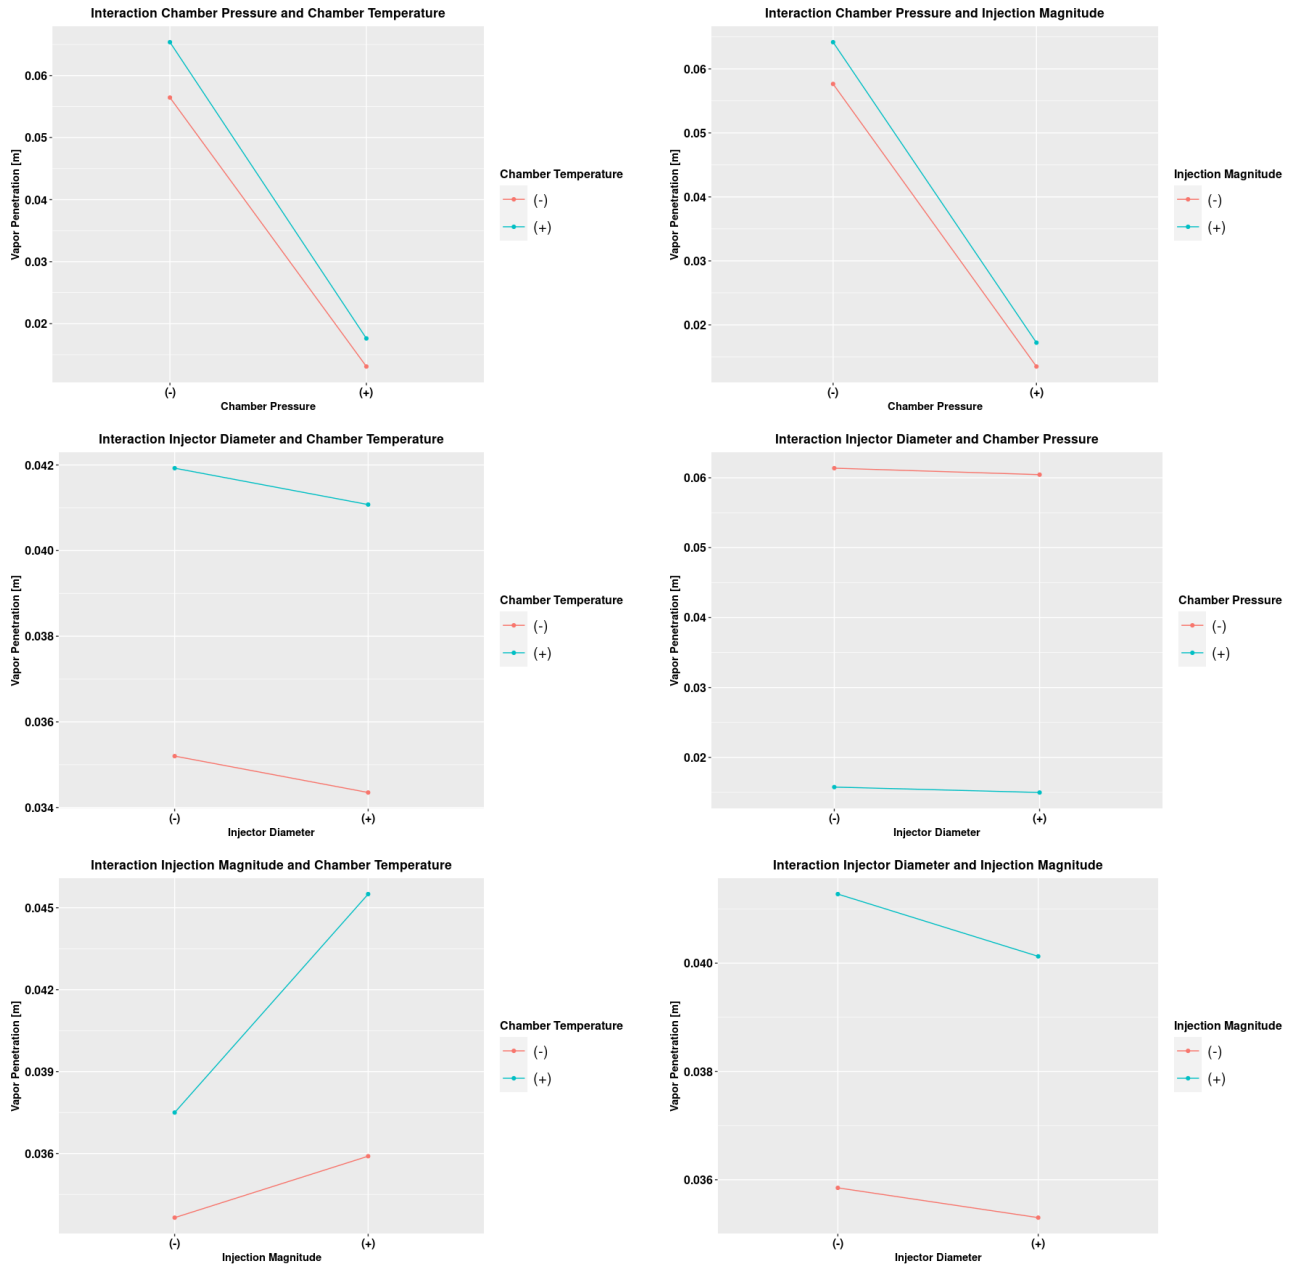 Interaction Chamber Pressure and Chamber Temperature
Vapor Penetration [m]
0.06
0.05
0.04
0.03
0.02
(-)
(+)
Chamber Pressure
Chamber Temperature
(-)
(+)
Interaction Chamber Pressure and Injection Magnitude
Vapor Penetration [m]
0.06
0.05
0.04
0.03
0.02
(-)
(+)
Chamber Pressure
Injection Magnitude
(-)
(+)
Interaction Injector Diameter and Chamber Temperature
Vapor Penetration [m]
0.042
0.040
0.038
0.036
0.034
(-)
(+)
Injector Diameter
Chamber Temperature
(-)
(+)
Interaction Injector Diameter and Chamber Pressure
Vapor Penetration [m]
0.06
0.05
0.04
0.03
0.02
(-)
(+)
Injector Diameter
Chamber Pressure
(-)
(+)
Interaction Injection Magnitude and Chamber Temperature
Vapor Penetration [m]
0.045
0.042
0.039
0.036
(-)
(+)
Injection Magnitude
Chamber Temperature
(-)
(+)
Interaction Injector Diameter and Injection Magnitude
Vapor Penetration [m]
0.040
0.038
0.036
(-)
(+)
Injector Diameter
Injection Magnitude
(-)
(+)